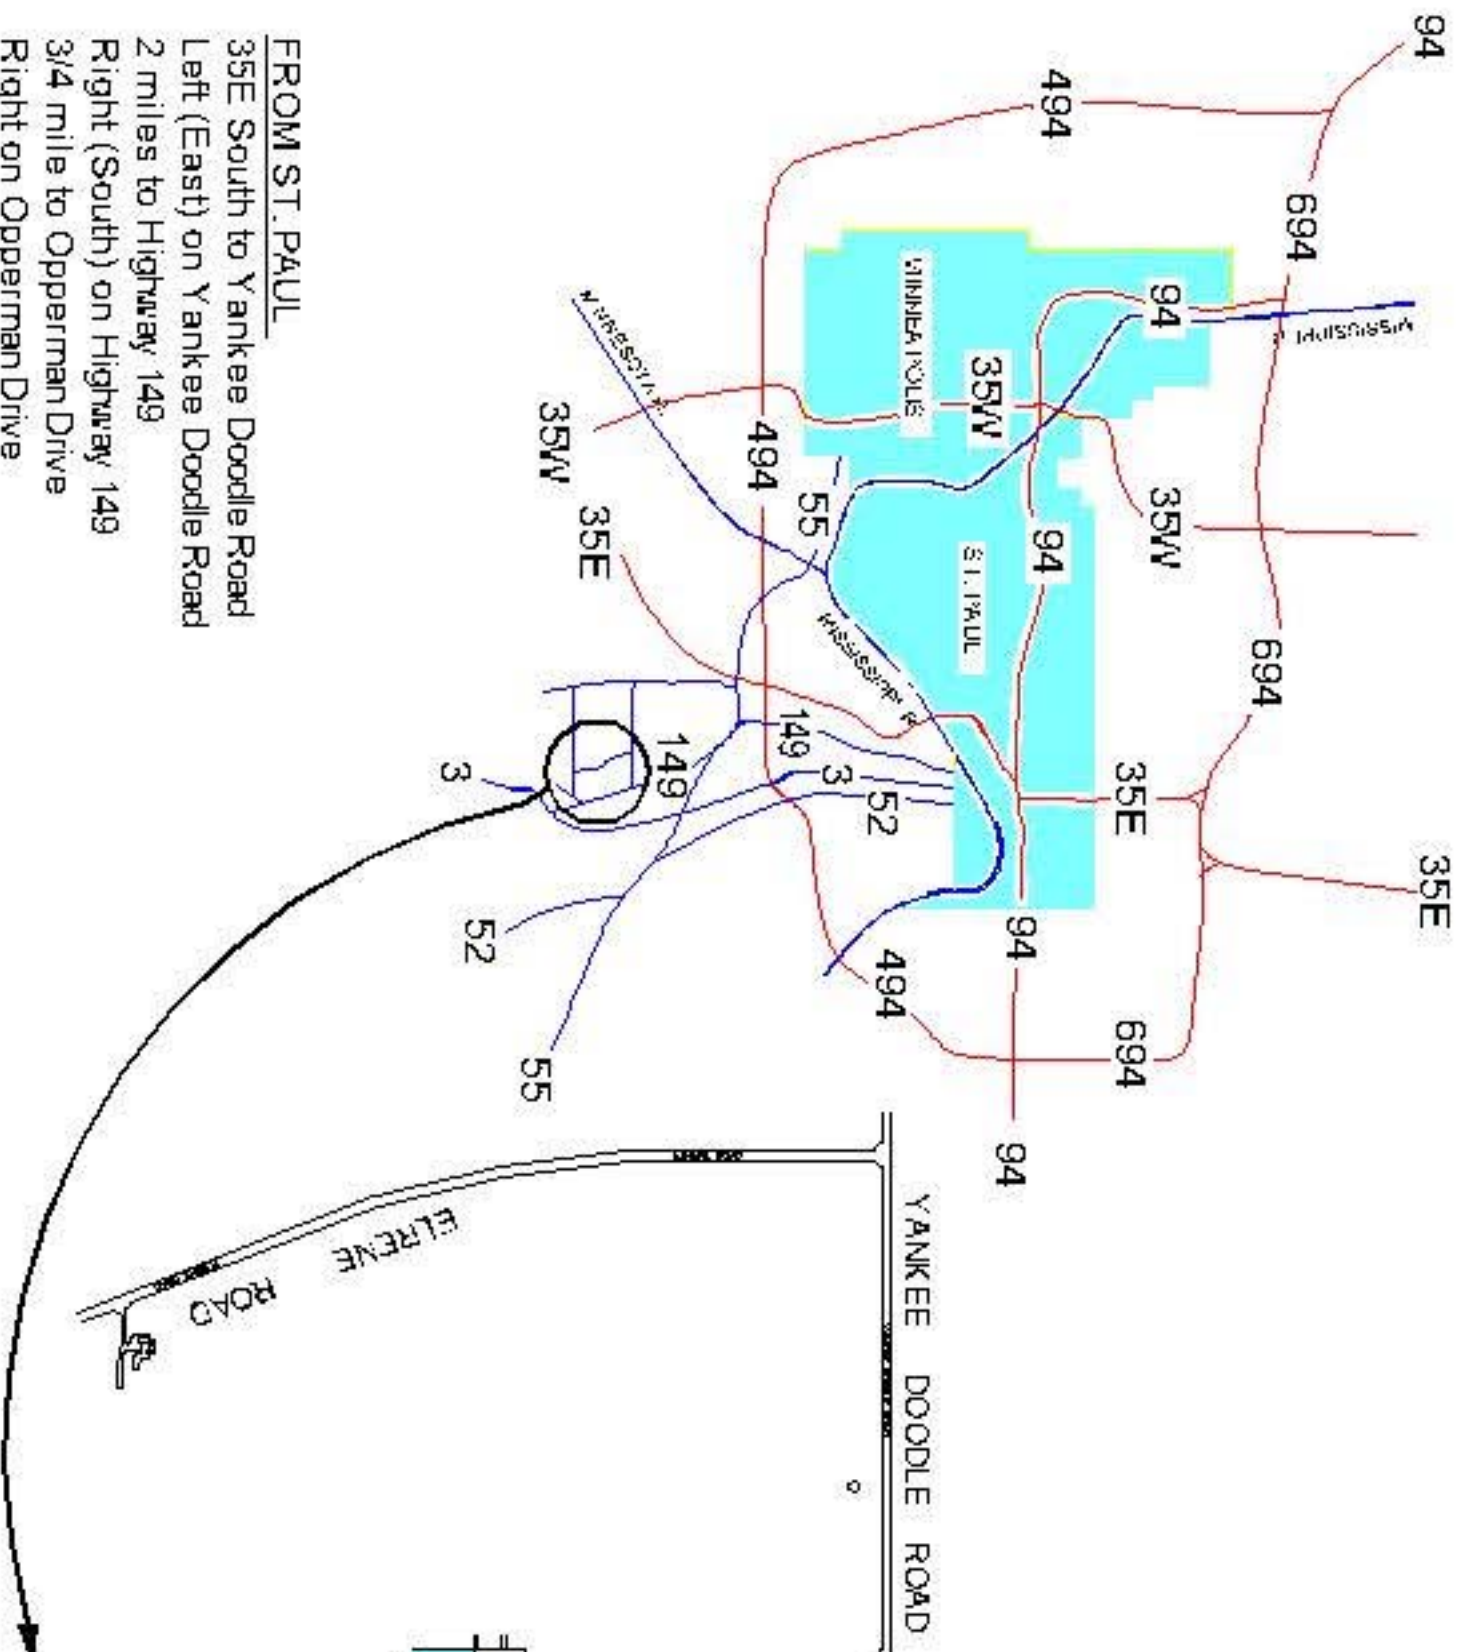 94
494
694
MISSISSIPPI
94
MINNEAPOLIS
35W
35W
MINNESOTA R.
35W
494
55
35E
94
ST. PAUL
MISSISSIPPI R.
694
35E
35E
149
3
52
149
3
94
494
694
52
55
94
FROM ST. PAUL
35E South to Yankee Doodle Road
Left (East) on Yankee Doodle Road
2 miles to Highway 149
Right (South) on Highway 149
3/4 mile to Opperman Drive
Right on Opperman Drive
YANKEE DOODLE ROAD
ELRENE ROAD